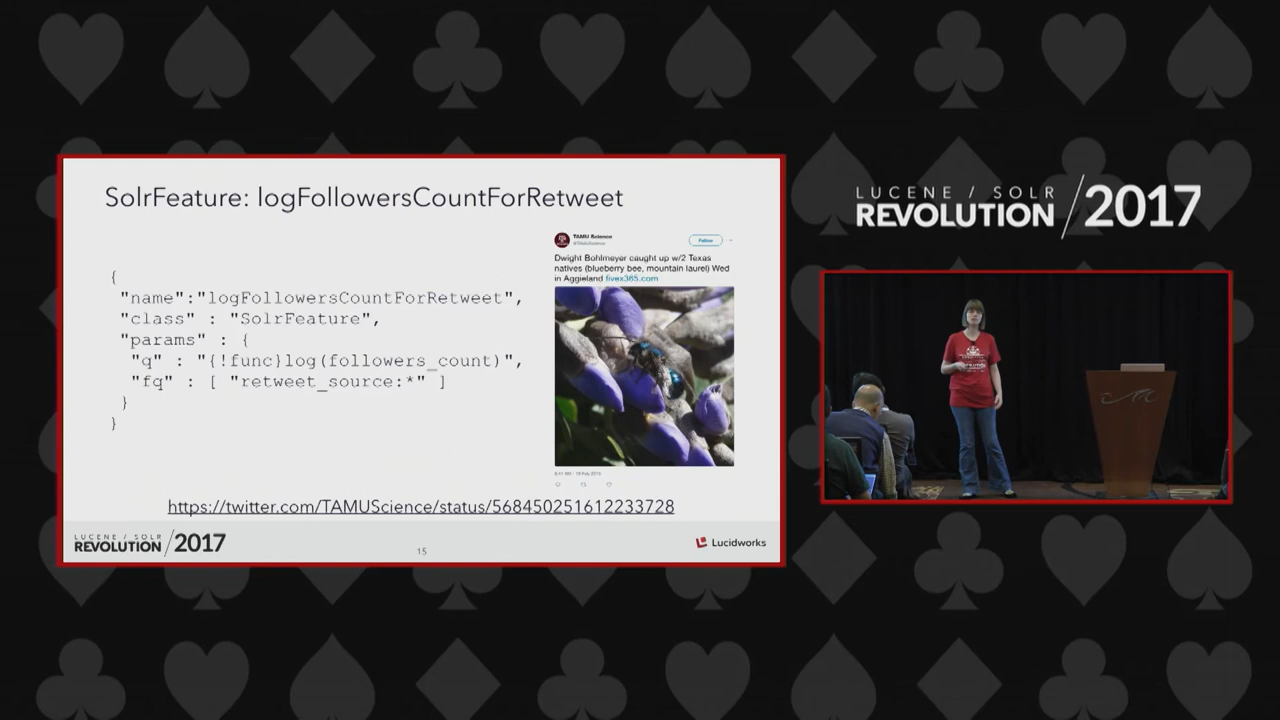 SolrFeature: logFollowersCountForRetweet
TAMU Science
@TAMUScience
Follow
Dwight Bohlmeyer caught up w/2 Texas
natives (blueberry bee, mountain laurel) Wed
in Aggieland fivex365.com
{
"name":"logFollowersCountForRetweet",
"class" : "SolrFeature",
"params" : {
"q" : "{!func}log(followers_count)",
"fq" : [ "retweet_source:*" ]
}
}
https://twitter.com/TAMUScience/status/568450251612233728
LUCENE / SOLR
REVOLUTION /2017
15
Lucidworks
LUCENE / SOLR
REVOLUTION /2017